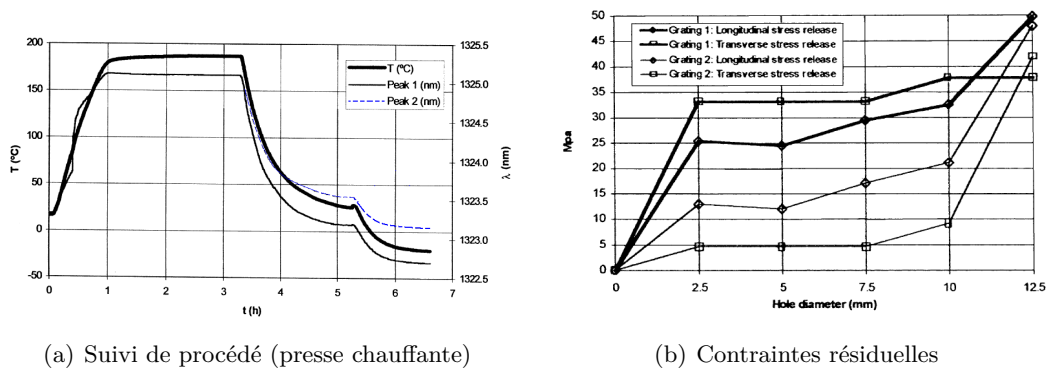 200
150
100
50
0
-50
T (ºC)
0 1 2 3 4 5 6 7
t (h)
1325.5
1325.0
1324.5
1324.0
1323.5
1323.0
1322.5
λ (nm)
T (ºC)
Peak 1 (nm)
Peak 2 (nm)
(a) Suivi de procédé (presse chauffante)
50
45
40
35
30
25
20
15
10
5
0
Mpa
0 2.5 5 7.5 10 12.5
Hole diameter (mm)
Grating 1: Longitudinal stress release
Grating 1: Transverse stress release
Grating 2: Longitudinal stress release
Grating 2: Transverse stress release
(b) Contraintes résiduelles